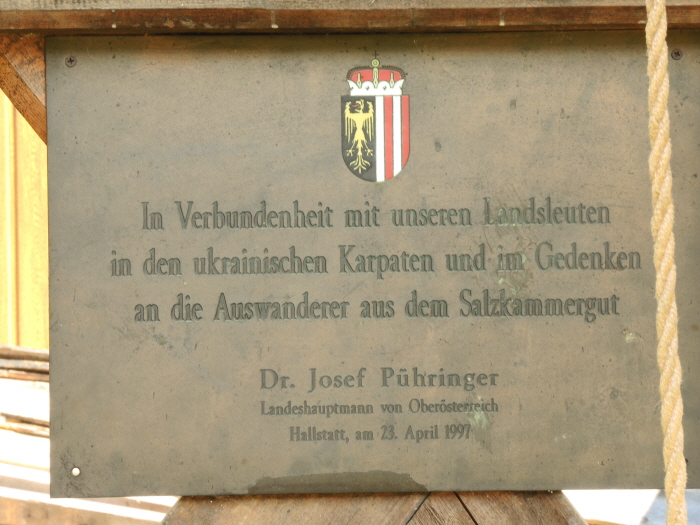 In Verbundenheit mit unseren Landsleuten
in den ukrainischen Karpaten und im Gedenken
an die Auswanderer aus dem Salzkammergut
Dr. Josef Pühringer
Landeshauptmann von Oberösterreich
Hallstatt, am 23. April 1997